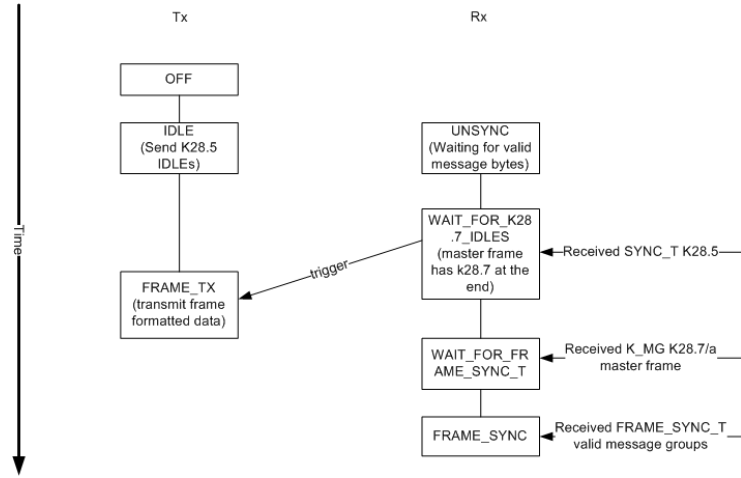 Tx
Rx
OFF
IDLE
(Send K28.5
IDLEs)
UNSYNC
(Waiting for valid
message bytes)
Time
WAIT_FOR_K28
.7_IDLES
(master frame
has k28.7 at the
end)
Received SYNC_T K28.5
trigger
FRAME_TX
(transmit frame
formatted data)
WAIT_FOR_FR
AME_SYNC_T
Received K_MG K28.7/a
master frame
FRAME_SYNC
Received FRAME_SYNC_T
valid message groups